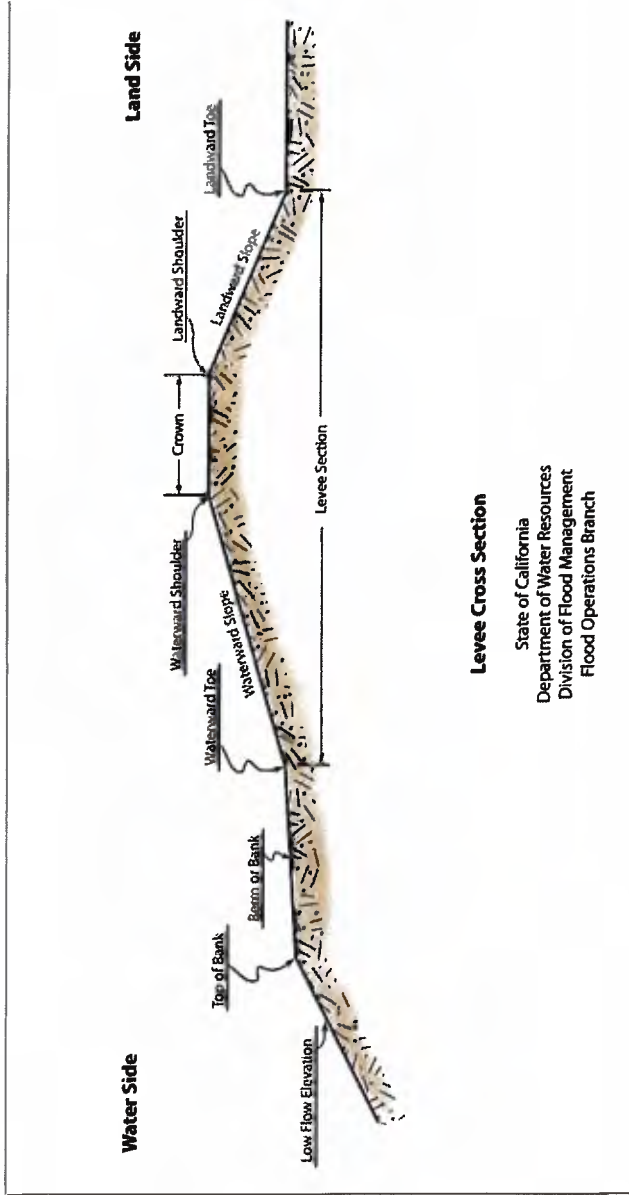 Water Side
Land Side
Low Flow Elevation
Top of Bank
Berm or Bank
Waterward Toe
Waterward Slope
Waterward Shoulder
Crown
Landward Shoulder
Landward Slope
Landward Toe
Levee Section
Levee Cross Section
State of California
Department of Water Resources
Division of Flood Management
Flood Operations Branch